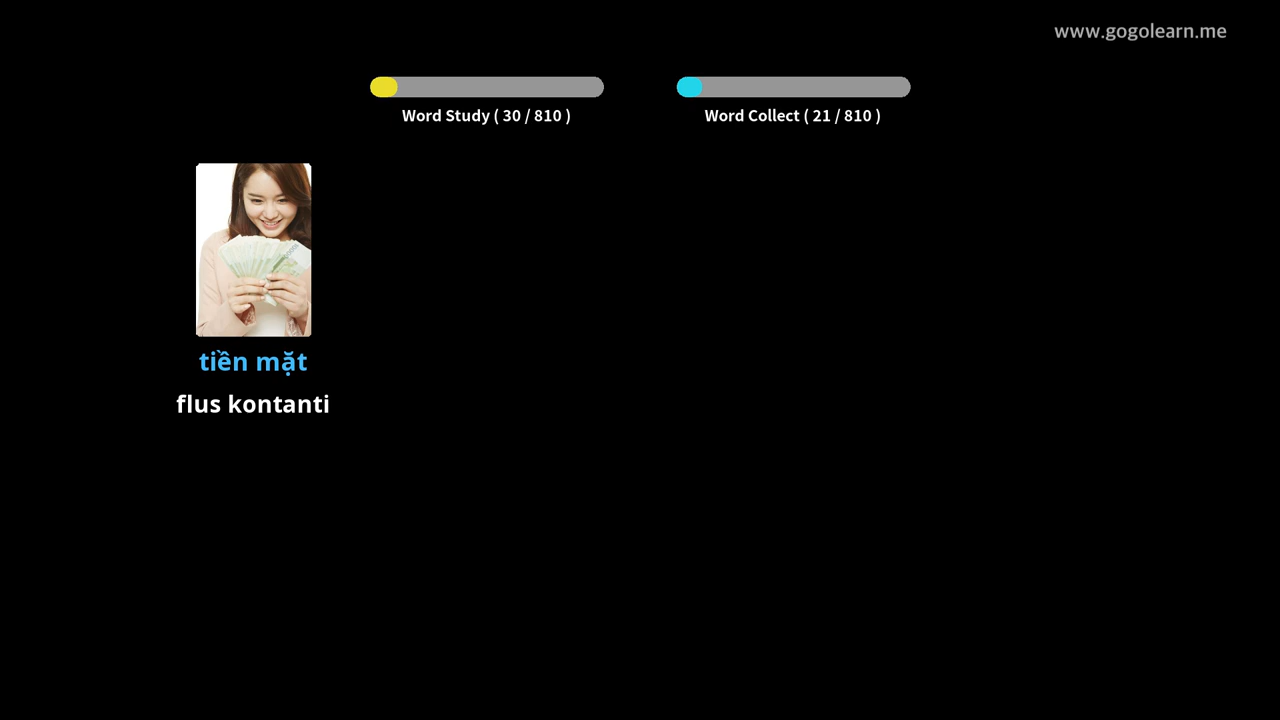 www.gogolearn.me
Word Study ( 30 / 810 )
Word Collect ( 21 / 810 )
tiền mặt
flus kontanti